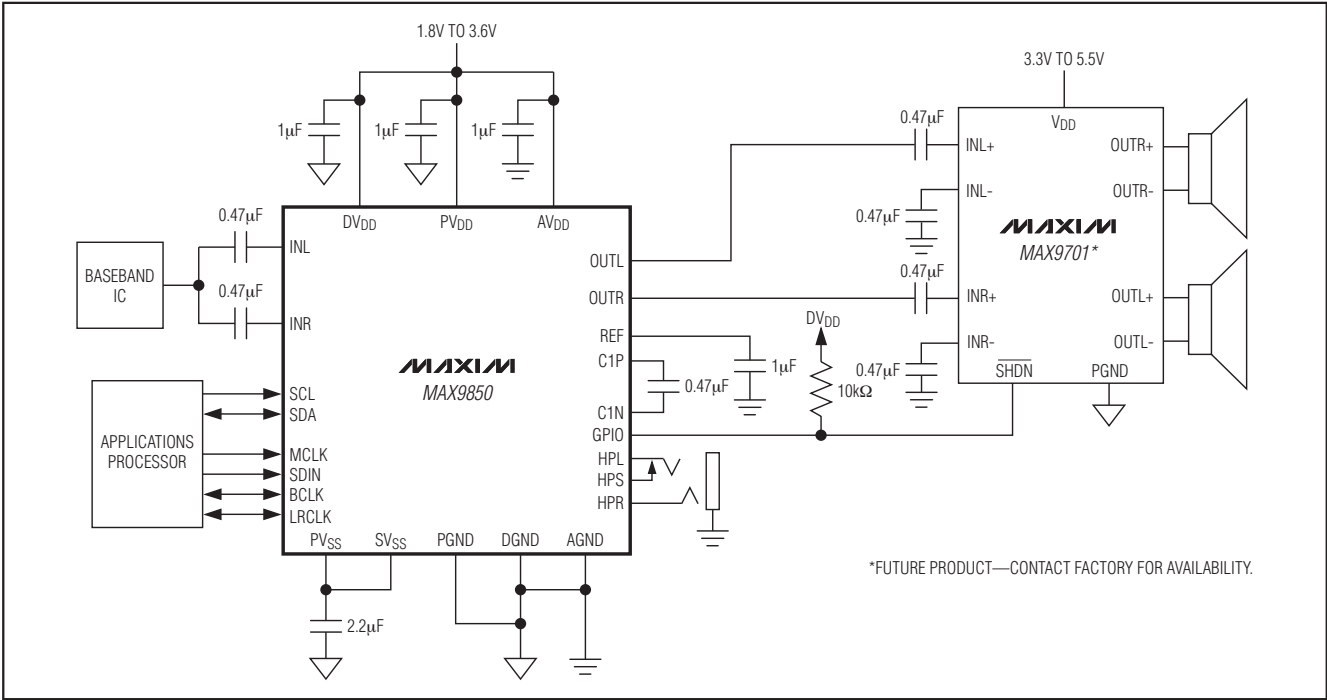 1.8V TO 3.6V
3.3V TO 5.5V
1µF
1µF
1µF
0.47µF
0.47µF
BASEBAND
IC
APPLICATIONS
PROCESSOR
DVDD
PVDD
AVDD
INL
INR
SCL
SDA
MCLK
SDIN
BCLK
LRCLK
MAXIM
MAX9850
OUTL
OUTR
REF
C1P
C1N
GPIO
HPL
HPS
HPR
PVSS
SVSS
PGND
DGND
AGND
2.2µF
1µF
0.47µF
DVDD
10kΩ
0.47µF
0.47µF
0.47µF
0.47µF
VDD
INL+
INL-
INR+
INR-
MAXIM
MAX9701*
OUTR+
OUTR-
OUTL+
OUTL-
SHDN
PGND
*FUTURE PRODUCT—CONTACT FACTORY FOR AVAILABILITY.